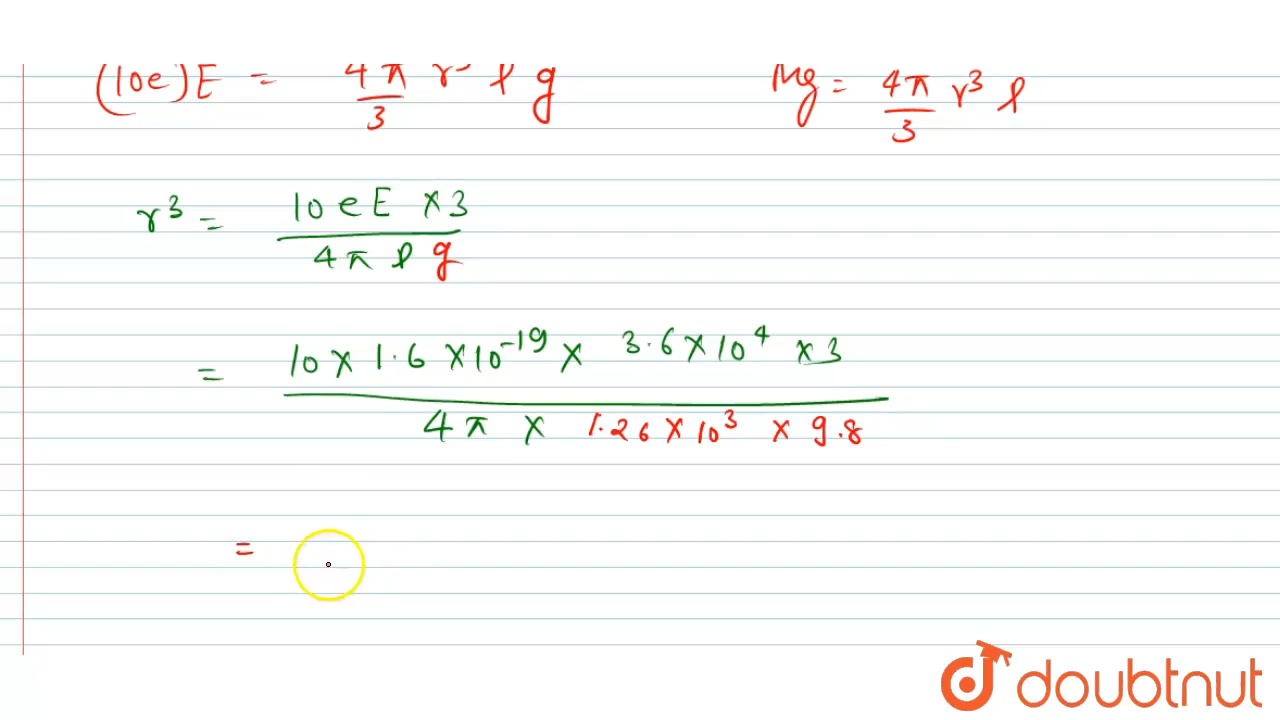 (10e)E = 4π/3 r³ ρ g
Mg = 4π/3 r³ ρ
r³ = 10 e E × 3
4π ρ g
= 10 × 1.6 × 10⁻¹⁹ × 3.6 × 10⁴ × 3
4π × 1.26 × 10³ × 9.8
=
doubtnut